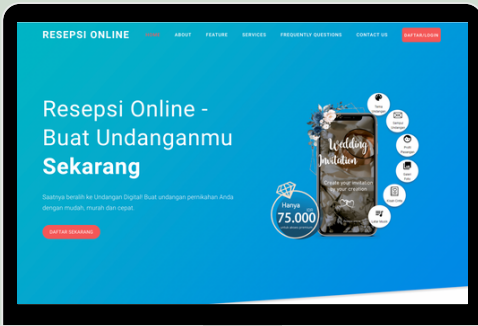 RESEPSI ONLINE
HOME ABOUT FEATURE SERVICES FREQUENTLY QUESTIONS CONTACT US DAFTAR/LOGIN
Resepsi Online -
Buat Undanganmu
Sekarang
Saatnya beralih ke Undangan Digital! Buat undangan pernikahan Anda
dengan mudah, murah dan cepat.
DAFTAR SEKARANG
Wedding
Invitation
Create your invitation
as your creation
Hanya
75.000